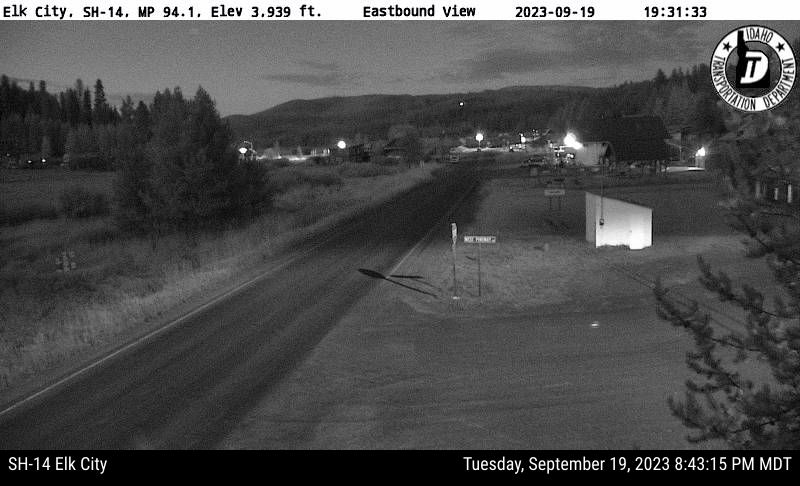 Elk City, SH-14, MP 94.1, Elev 3,939 ft. Eastbound View 2023-09-19 19:31:33
IDAHO
TRANSPORTATION DEPARTMENT
SH-14 Elk City Tuesday, September 19, 2023 8:43:15 PM MDT